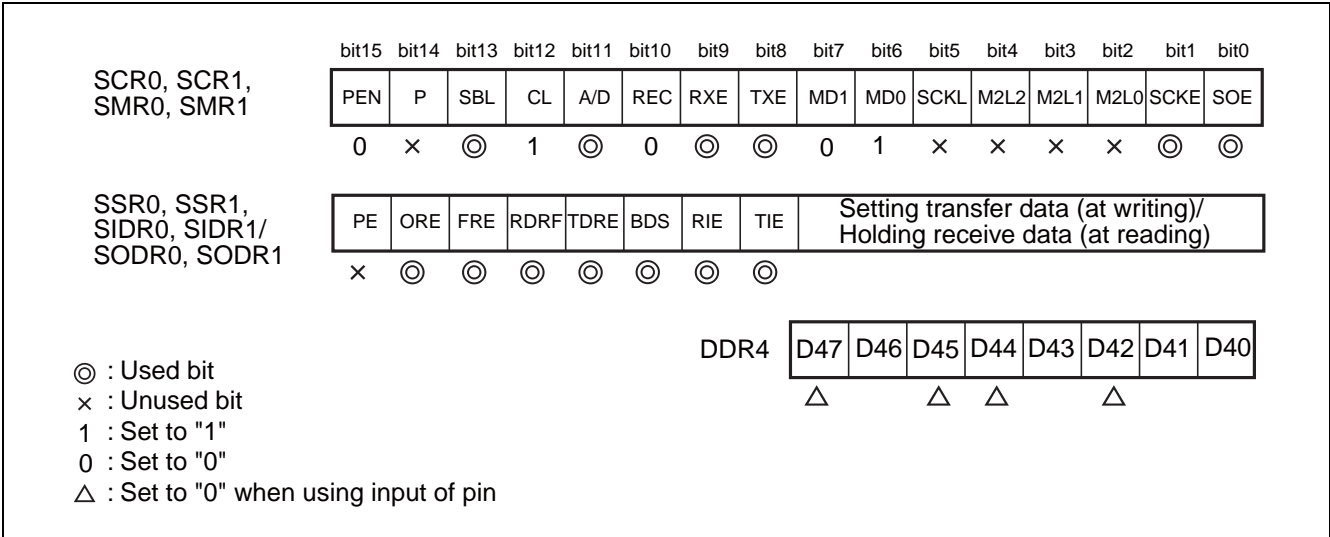 bit15 bit14 bit13 bit12 bit11 bit10 bit9 bit8 bit7 bit6 bit5 bit4 bit3 bit2 bit1 bit0
SCR0, SCR1,
SMR0, SMR1
PEN P SBL CL A/D REC RXE TXE MD1 MD0 SCKL M2L2 M2L1 M2L0 SCKE SOE
0 × ◎ 1 ◎ 0 ◎ ◎ 0 1 × × × × ◎ ◎
SSR0, SSR1,
SIDR0, SIDR1/
SODR0, SODR1
PE ORE FRE RDRF TDRE BDS RIE TIE
Setting transfer data (at writing)/
Holding receive data (at reading)
× ◎ ◎ ◎ ◎ ◎ ◎ ◎
DDR4 D47 D46 D45 D44 D43 D42 D41 D40
△ △ △ △
◎ : Used bit
× : Unused bit
1 : Set to "1"
0 : Set to "0"
△ : Set to "0" when using input of pin